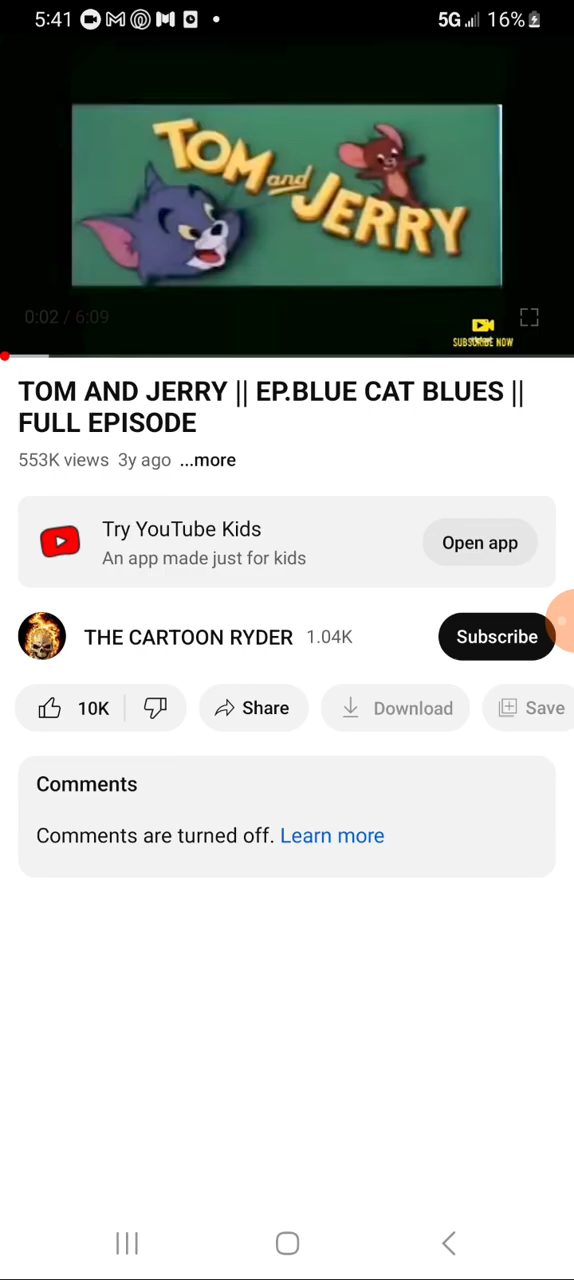 5:41
5G 16%
TOM and JERRY
0:02 / 6:09
SUBSCRIBE NOW
TOM AND JERRY || EP.BLUE CAT BLUES ||
FULL EPISODE
553K views 3y ago ...more
Try YouTube Kids
An app made just for kids
Open app
THE CARTOON RYDER 1.04K
Subscribe
10K
Share
Download
Save
Comments
Comments are turned off. Learn more